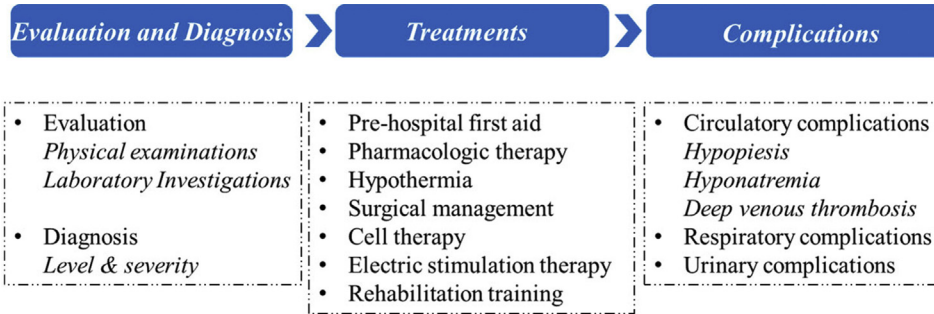 Evaluation and Diagnosis
Treatments
Complications
• Evaluation
Physical examinations
Laboratory Investigations
• Diagnosis
Level & severity
• Pre-hospital first aid
• Pharmacologic therapy
• Hypothermia
• Surgical management
• Cell therapy
• Electric stimulation therapy
• Rehabilitation training
• Circulatory complications
Hypopiesis
Hyponatremia
Deep venous thrombosis
• Respiratory complications
• Urinary complications